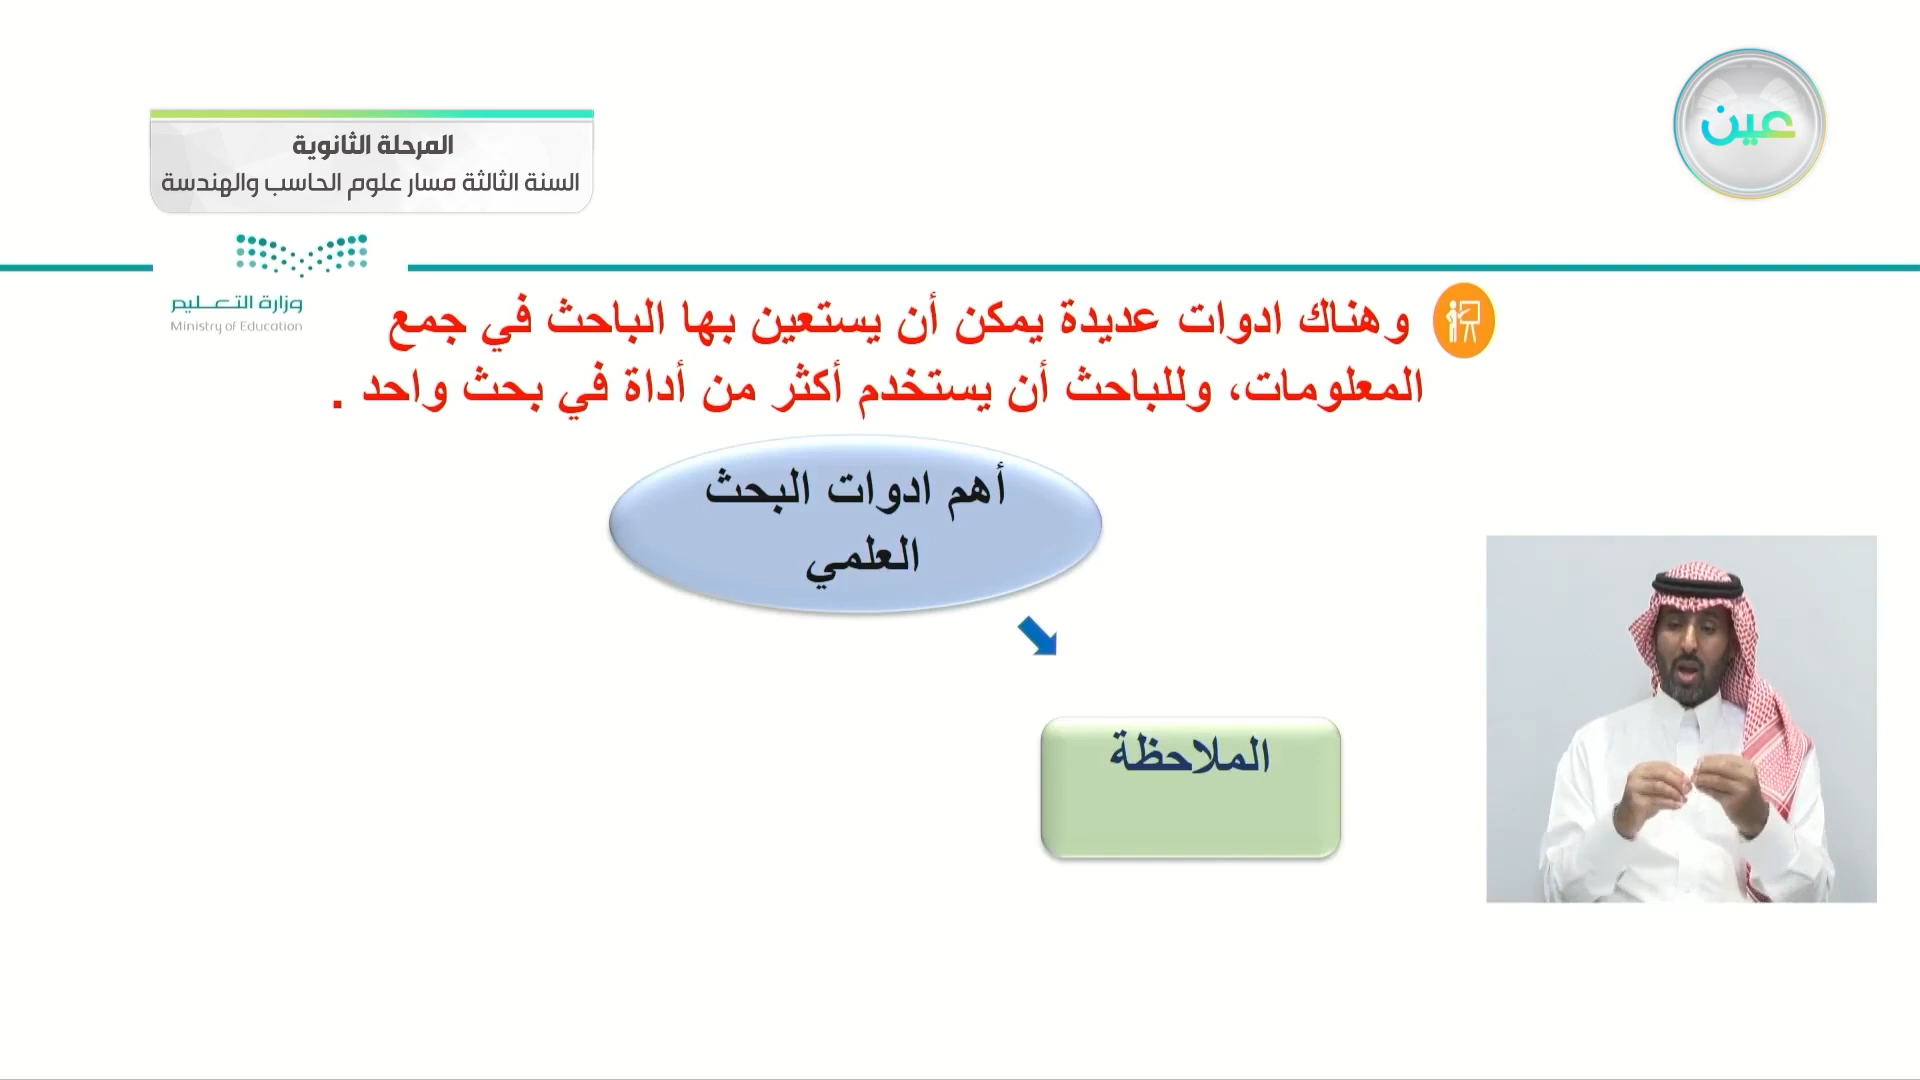 عين
المرحلة الثانوية
السنة الثالثة مسار علوم الحاسب والهندسة
وزارة التعليم
Ministry of Education
وهناك ادوات عديدة يمكن أن يستعين بها الباحث في جمع
المعلومات، وللباحث أن يستخدم أكثر من أداة في بحث واحد .
أهم ادوات البحث
العلمي
الملاحظة